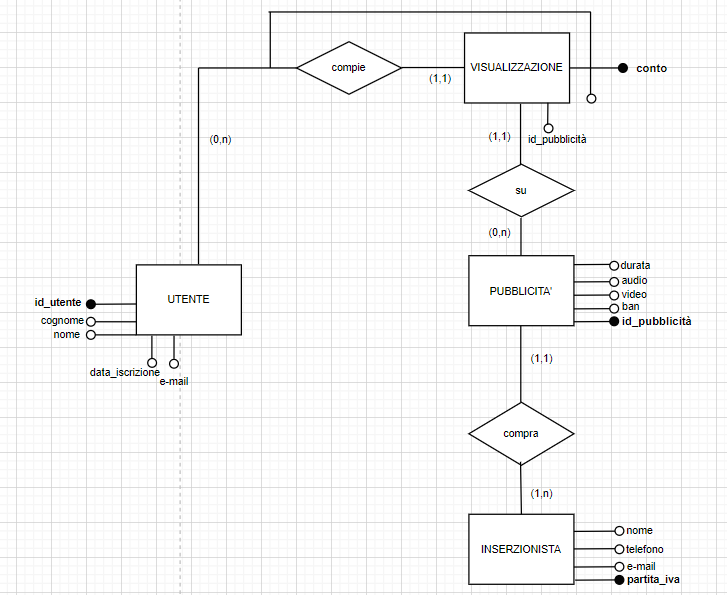 compie
VISUALIZZAZIONE
conto
(1,1)
(0,n)
(1,1)
id_pubblicità
su
(0,n)
UTENTE
id_utente
cognome
nome
data_iscrizione
e-mail
PUBBLICITA'
durata
audio
video
ban
id_pubblicità
(1,1)
compra
(1,n)
INSERZIONISTA
nome
telefono
e-mail
partita_iva